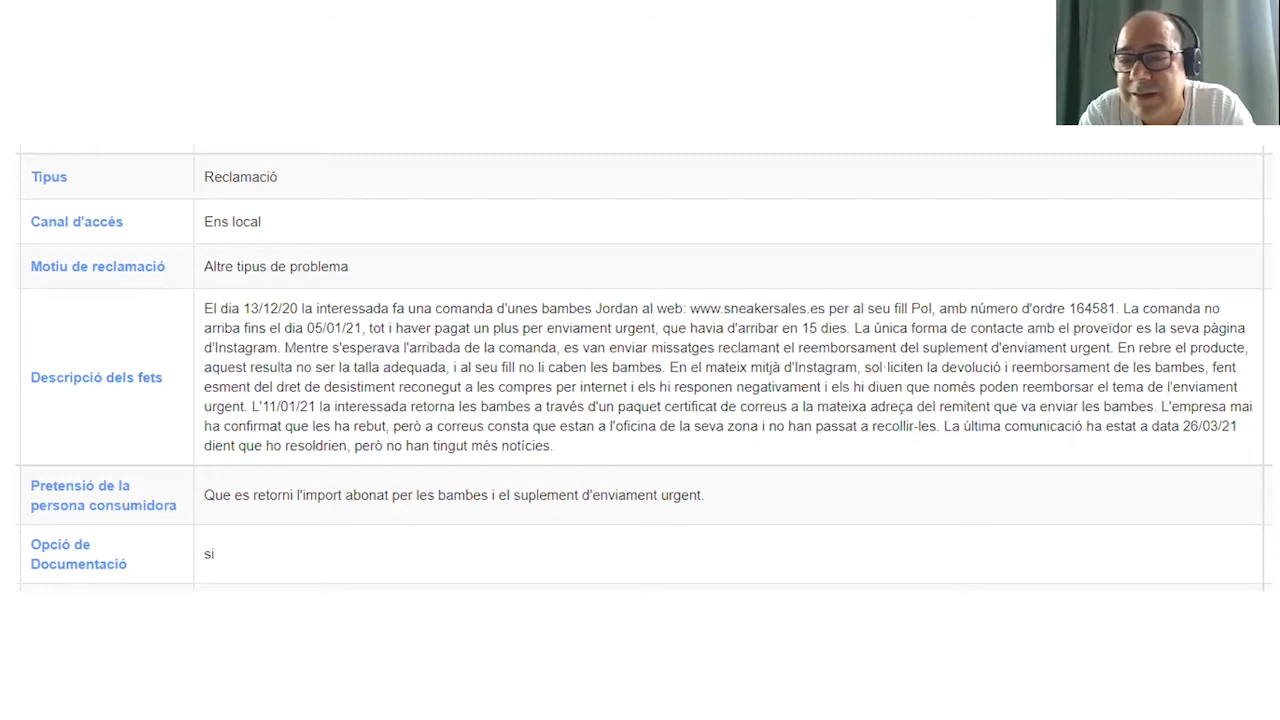 Tipus
Reclamació
Canal d'accés
Ens local
Motiu de reclamació
Altre tipus de problema
Descripció dels fets
El dia 13/12/20 la interessada fa una comanda d'unes bambes Jordan al web: www.sneakersales.es per al seu fill Pol, amb número d'ordre 164581. La comanda no
arriba fins el dia 05/01/21, tot i haver pagat un plus per enviament urgent, que havia d'arribar en 15 dies. La única forma de contacte amb el proveïdor es la seva pàgina
d'Instagram. Mentre s'esperava l'arribada de la comanda, es van enviar missatges reclamant el reemborsament del suplement d'enviament urgent. En rebre el producte,
aquest resulta no ser la talla adequada, i al seu fill no li caben les bambes. En el mateix mitjà d'Instagram, sol·liciten la devolució i reembosament de les bambes, fent
esment del dret de desistiment reconegut a les compres per internet i els hi responen negativament i els hi diuen que només poden reemborsar el tema de l'enviament
urgent. L'11/01/21 la interessada retorna les bambes a través d'un paquet certificat de correus a la mateixa adreça del remitent que va enviar les bambes. L'empresa mai
ha confirmat que les ha rebut, però a correus consta que estan a l'oficina de la seva zona i no han passat a recollir-les. La última comunicació ha estat a data 26/03/21
dient que ho resoldrien, però no han tingut més notícies.
Pretensió de la
persona consumidora
Que es retorni l'import abonat per les bambes i el suplement d'enviament urgent.
Opció de
Documentació
si